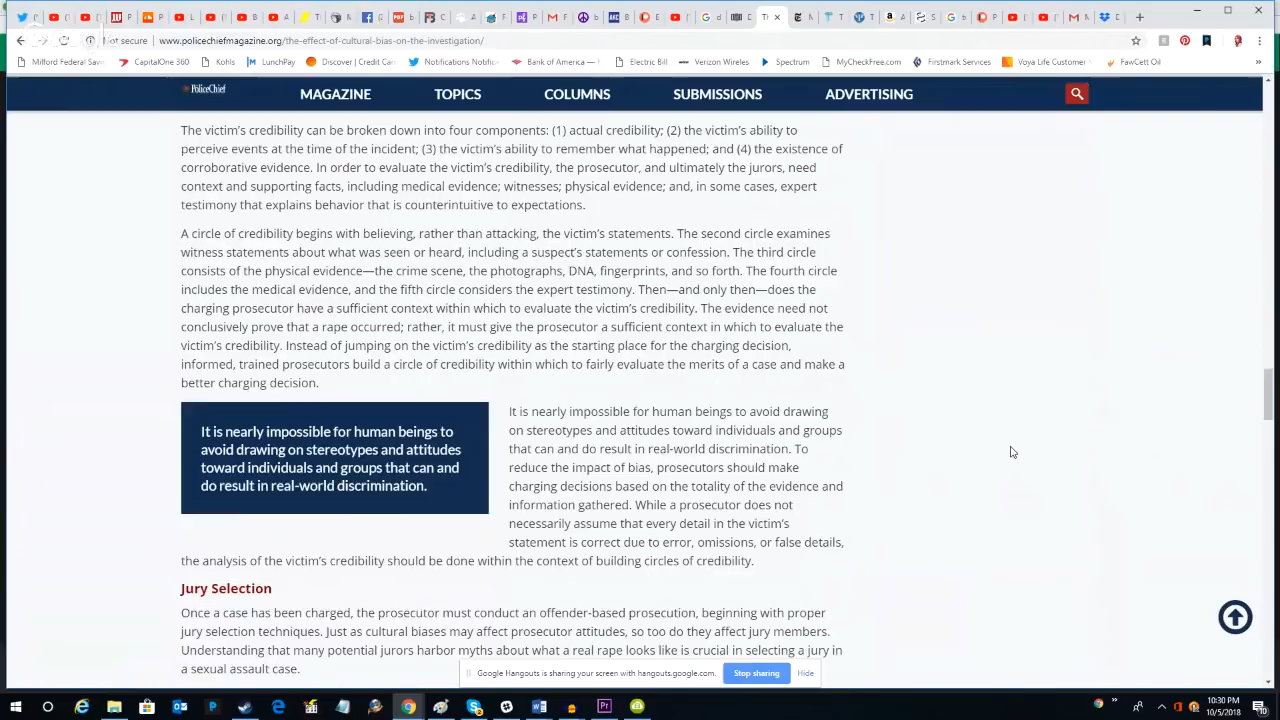 ot secure
www.policechiefmagazine.org/the-effect-of-cultural-bias-on-the-investigation/
Milford Federal Savi
CapitalOne 360
Kohls
LunchPay
Discover | Credit Car
Notifications Notific
Bank of America —
Electric Bill
Verizon Wireles
Spectrum
MyCheckFree.com
Firstmark Services
Voya Life Customer
FawCett Oil
PoliceChief
MAGAZINE
TOPICS
COLUMNS
SUBMISSIONS
ADVERTISING
The victim's credibility can be broken down into four components: (1) actual credibility; (2) the victim's ability to
perceive events at the time of the incident; (3) the victim's ability to remember what happened; and (4) the existence of
corroborative evidence. In order to evaluate the victim's credibility, the prosecutor, and ultimately the jurors, need
context and supporting facts, including medical evidence; witnesses; physical evidence; and, in some cases, expert
testimony that explains behavior that is counterintuitive to expectations.
A circle of credibility begins with believing, rather than attacking, the victim's statements. The second circle examines
witness statements about what was seen or heard, including a suspect's statements or confession. The third circle
consists of the physical evidence—the crime scene, the photographs, DNA, fingerprints, and so forth. The fourth circle
includes the medical evidence, and the fifth circle considers the expert testimony. Then—and only then—does the
charging prosecutor have a sufficient context within which to evaluate the victim's credibility. The evidence need not
conclusively prove that a rape occurred; rather, it must give the prosecutor a sufficient context in which to evaluate the
victim's credibility. Instead of jumping on the victim's credibility as the starting place for the charging decision,
informed, trained prosecutors build a circle of credibility within which to fairly evaluate the merits of a case and make a
better charging decision.
It is nearly impossible for human beings to
avoid drawing on stereotypes and attitudes
toward individuals and groups that can and
do result in real-world discrimination.
It is nearly impossible for human beings to avoid drawing
on stereotypes and attitudes toward individuals and groups
that can and do result in real-world discrimination. To
reduce the impact of bias, prosecutors should make
charging decisions based on the totality of the evidence and
information gathered. While a prosecutor does not
necessarily assume that every detail in the victim's
statement is correct due to error, omissions, or false details,
the analysis of the victim's credibility should be done within the context of building circles of credibility.
Jury Selection
Once a case has been charged, the prosecutor must conduct an offender-based prosecution, beginning with proper
jury selection techniques. Just as cultural biases may affect prosecutor attitudes, so too do they affect jury members.
Understanding that many potential jurors harbor myths about what a real rape looks like is crucial in selecting a jury in
a sexual assault case.
Google Hangouts is sharing your screen with hangouts.google.com.
Stop sharing
Hide
10:30 PM
10/5/2018